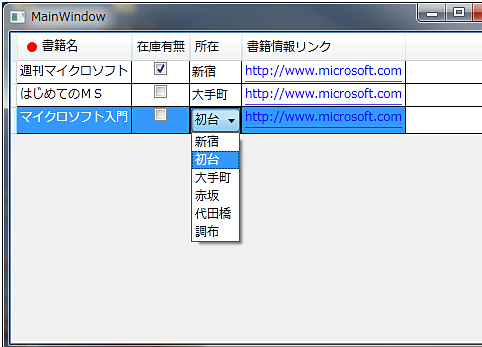 MainWindow
書籍名 在庫有無 所在 書籍情報リンク
週刊マイクロソフト 新宿 http://www.microsoft.com
はじめてのＭＳ 大手町 http://www.microsoft.com
マイクロソフト入門 初台 http://www.microsoft.com
新宿
初台
大手町
赤坂
代田橋
調布